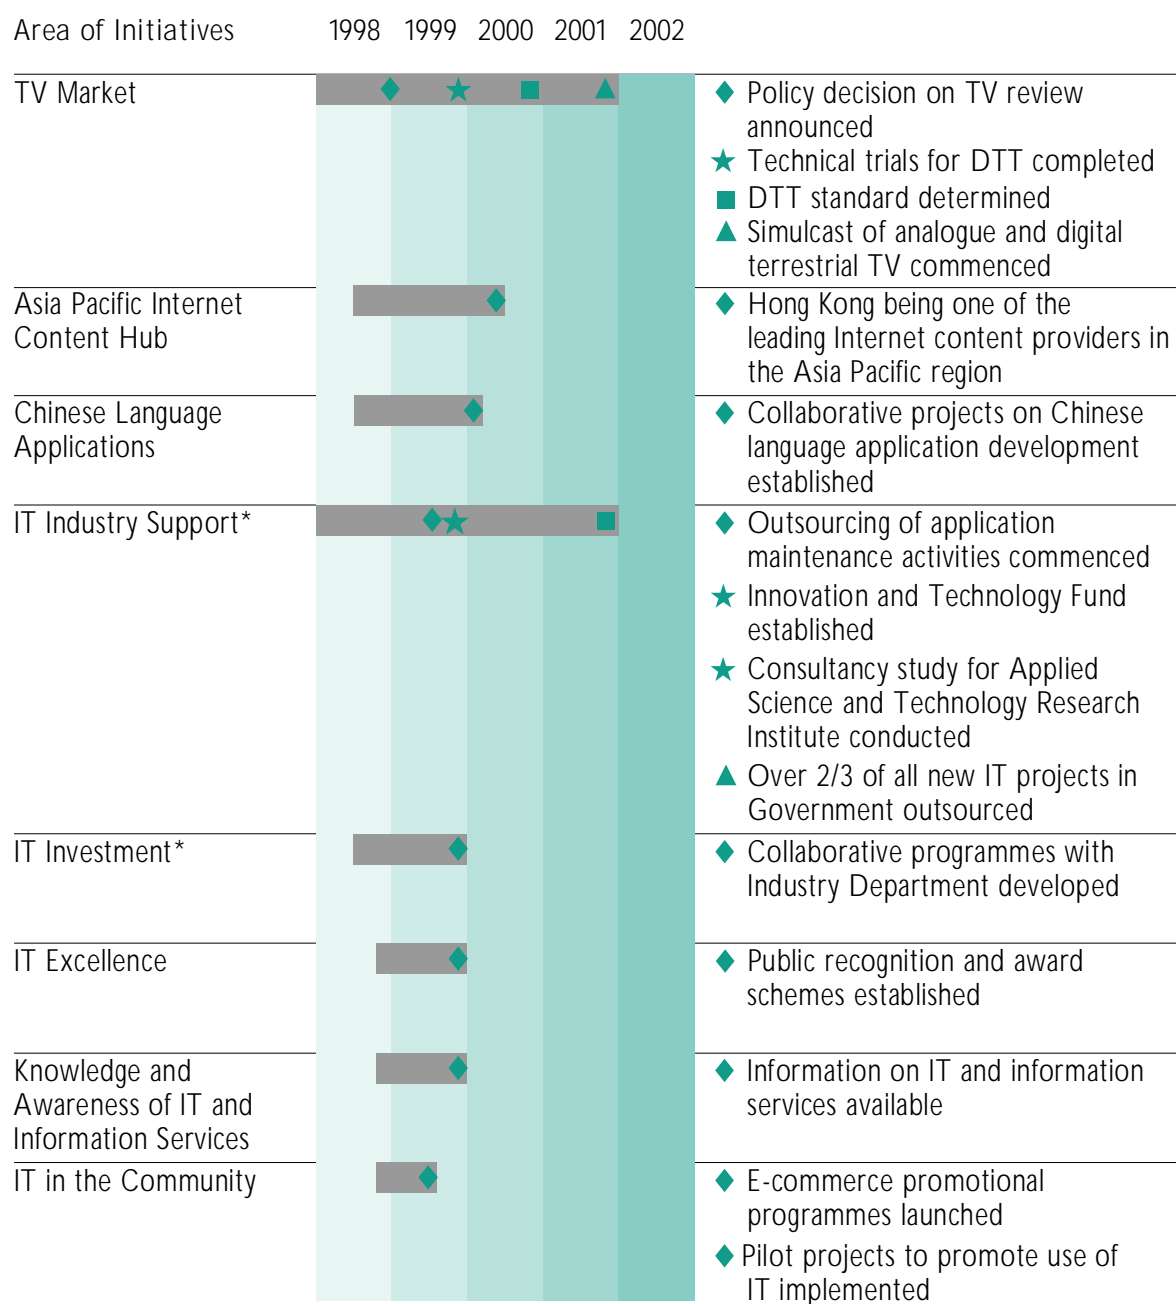 Area of Initiatives 1998 1999 2000 2001 2002
TV Market
Policy decision on TV review
announced
Technical trials for DTT completed
DTT standard determined
Simulcast of analogue and digital
terrestrial TV commenced
Asia Pacific Internet
Content Hub
Hong Kong being one of the
leading Internet content providers in
the Asia Pacific region
Chinese Language
Applications
Collaborative projects on Chinese
language application development
established
IT Industry Support*
Outsourcing of application
maintenance activities commenced
Innovation and Technology Fund
established
Consultancy study for Applied
Science and Technology Research
Institute conducted
Over 2/3 of all new IT projects in
Government outsourced
IT Investment*
Collaborative programmes with
Industry Department developed
IT Excellence
Public recognition and award
schemes established
Knowledge and
Awareness of IT and
Information Services
Information on IT and information
services available
IT in the Community
E-commerce promotional
programmes launched
Pilot projects to promote use of
IT implemented